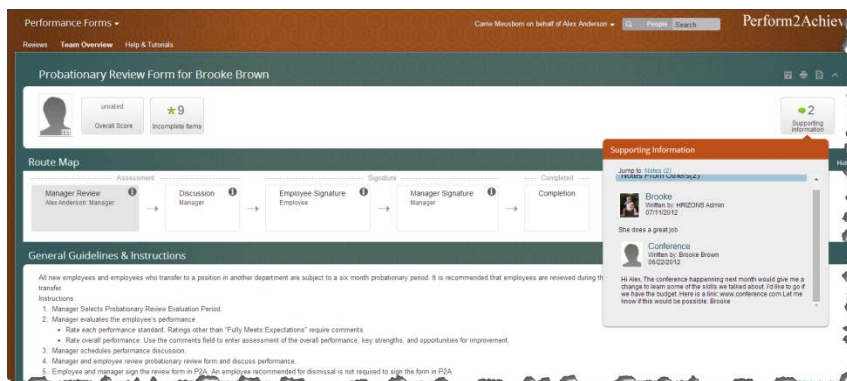 Performance Forms
Carrie Meusborn on behalf of Alex Anderson
People Search
Perform2Achiev
Reviews Team Overview Help & Tutorials
Probationary Review Form for Brooke Brown
unrated
Overall Score
9
Incomplete Items
2
Supporting Information
Supporting Information
Jump to: Notes (2)
Notes From Others(2)
Brooke
Written by: HRIZONS Admin
07/11/2012
She does a great job.
Conference
Written by: Brooke Brown
06/22/2012
Hi Alex, The conference happenning next month would give me a
change to learn some of the skills we talked about. I'd like to go if
we have the budget. Here is a link: www.conference.com Let me
know if this would be possible. Brooke
Route Map
Hid
Assessment
Signature
Completed
Manager Review
Alex Anderson: Manager
Discussion
Manager
Employee Signature
Employee
Manager Signature
Manager
Completion
General Guidelines & Instructions
All new employees and employees who transfer to a position in another department are subject to a six month probationary period. It is recommended that employees are reviewed during th
transfer.
Instructions
1. Manager Selects Probationary Review Evaluation Period.
2. Manager evaluates the employee's performance.
• Rate each performance standard. Ratings other than "Fully Meets Expectations" require comments.
• Rate overall performance. Use the comments field to enter assessment of the overall performance, key strengths, and opportunities for improvement.
3. Manager schedules performance discussion.
4. Manager and employee review probationary review form and discuss performance.
5. Employee and manager sign the review form in P2A. An employee recommended for dismissal is not required to sign the form in P2A.